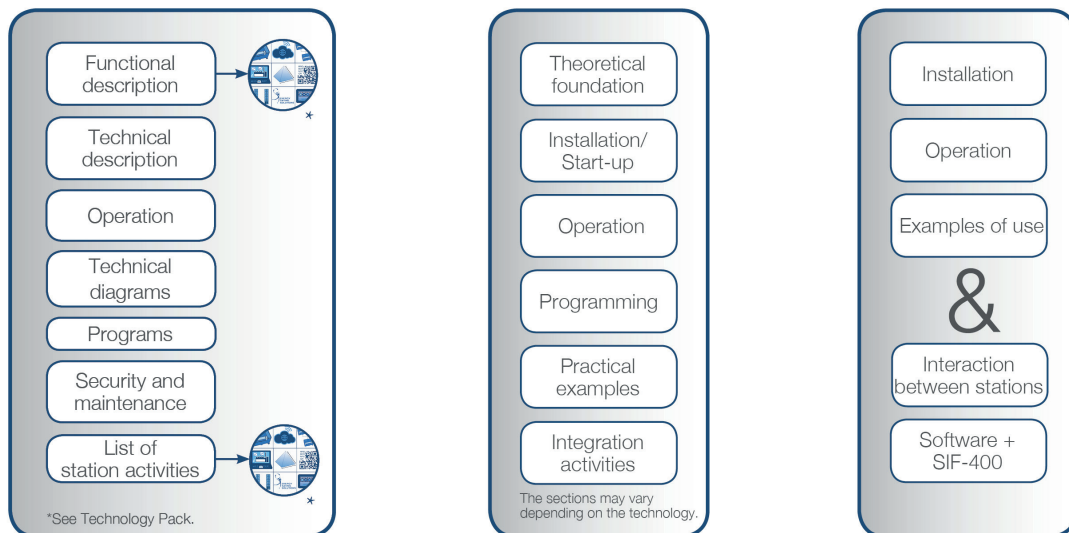 Functional
description
*
Technical
description
Operation
Technical
diagrams
Programs
Security and
maintenance
List of
station activities
*
*See Technology Pack.
Theoretical
foundation
Installation/
Start-up
Operation
Programming
Practical
examples
Integration
activities
The sections may vary
depending on the technology.
Installation
Operation
Examples of use
&
Interaction
between stations
Software +
SIF-400